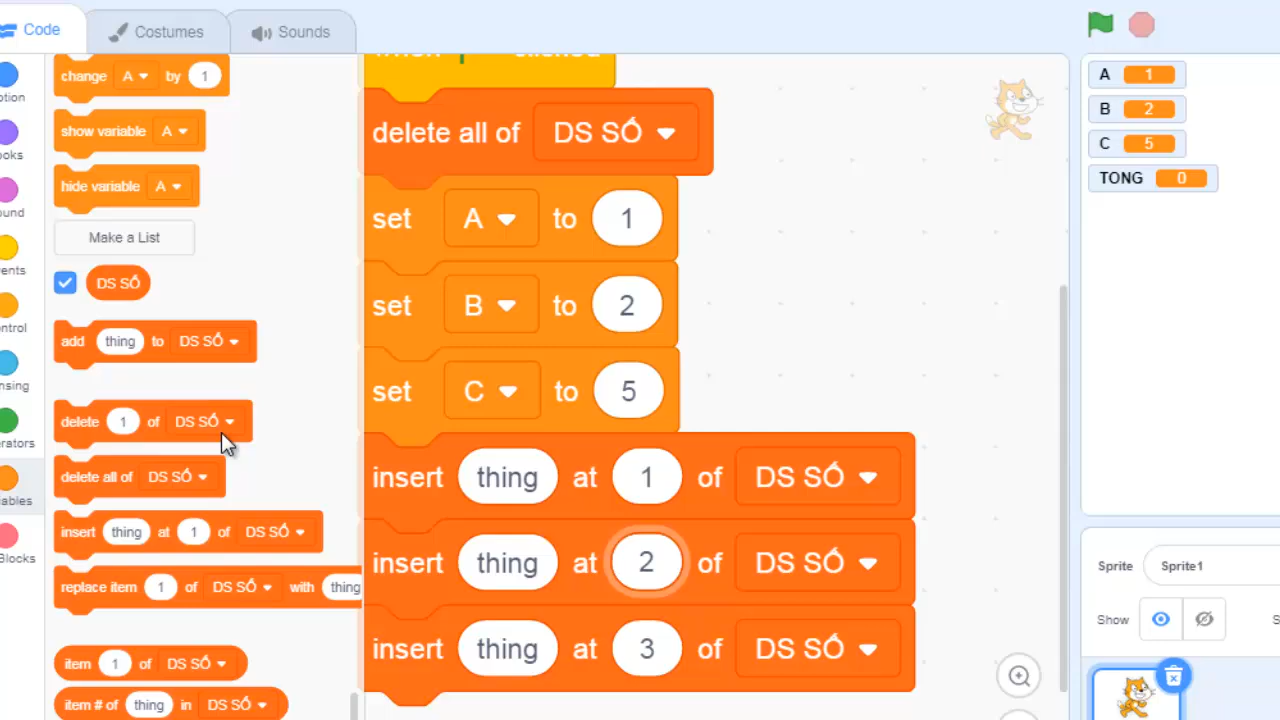 Code
Costumes
Sounds
change A by 1
show variable A
hide variable A
Make a List
DS SỐ
add thing to DS SỐ
delete 1 of DS SỐ
delete all of DS SỐ
insert thing at 1 of DS SỐ
replace item 1 of DS SỐ with thing
item 1 of DS SỐ
item # of thing in DS SỐ
otion
ooks
ound
ents
ontrol
nsing
erators
ables
Blocks
when clicked
delete all of DS SỐ
set A to 1
set B to 2
set C to 5
insert thing at 1 of DS SỐ
insert thing at 2 of DS SỐ
insert thing at 3 of DS SỐ
A 1
B 2
C 5
TONG 0
Sprite Sprite1
Show S